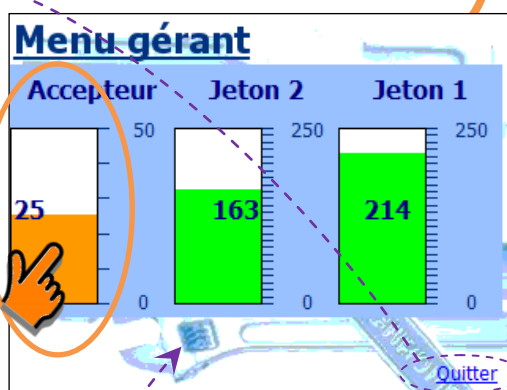 Menu gérant
Accepteur Jeton 2 Jeton 1
50 250 250
25 163 214
0 0 0
Quitter